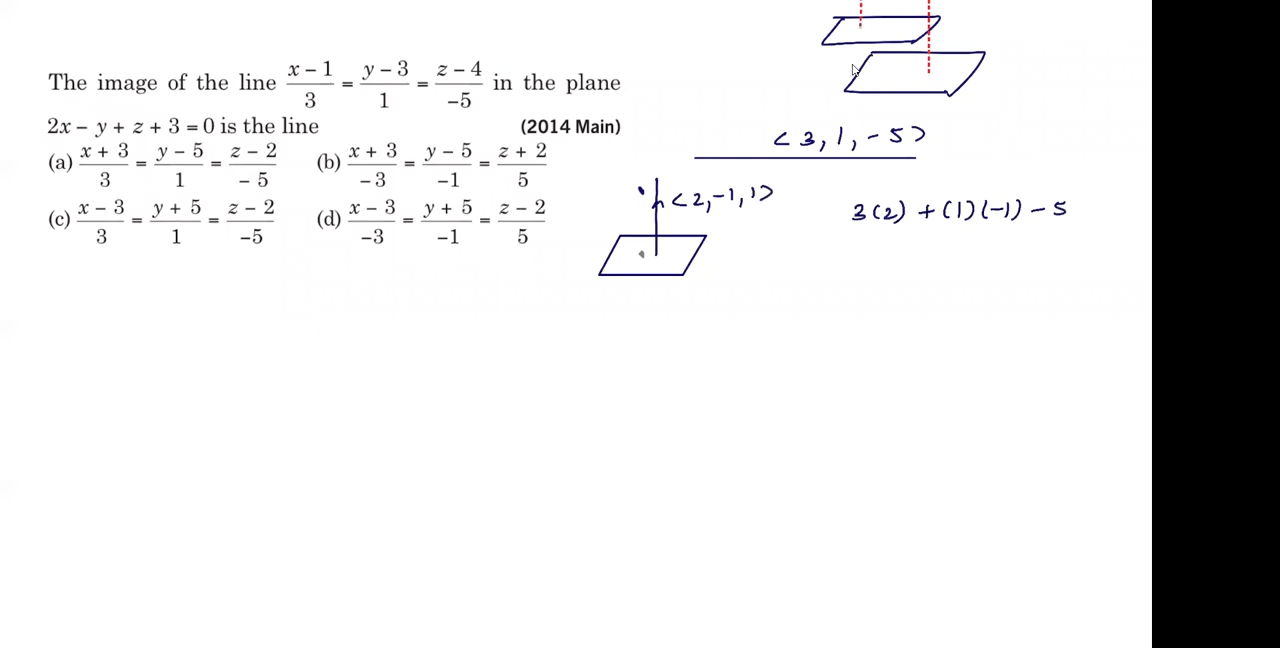 The image of the line (x − 1)/3 = (y − 3)/1 = (z − 4)/−5 in the plane
2x − y + z + 3 = 0 is the line (2014 Main)
(a) (x + 3)/3 = (y − 5)/1 = (z − 2)/−5 (b) (x + 3)/−3 = (y − 5)/−1 = (z + 2)/5
(c) (x − 3)/3 = (y + 5)/1 = (z − 2)/−5 (d) (x − 3)/−3 = (y + 5)/−1 = (z − 2)/5
<3, 1, -5>
<2, -1, 1>
3(2) + (1)(-1) - 5